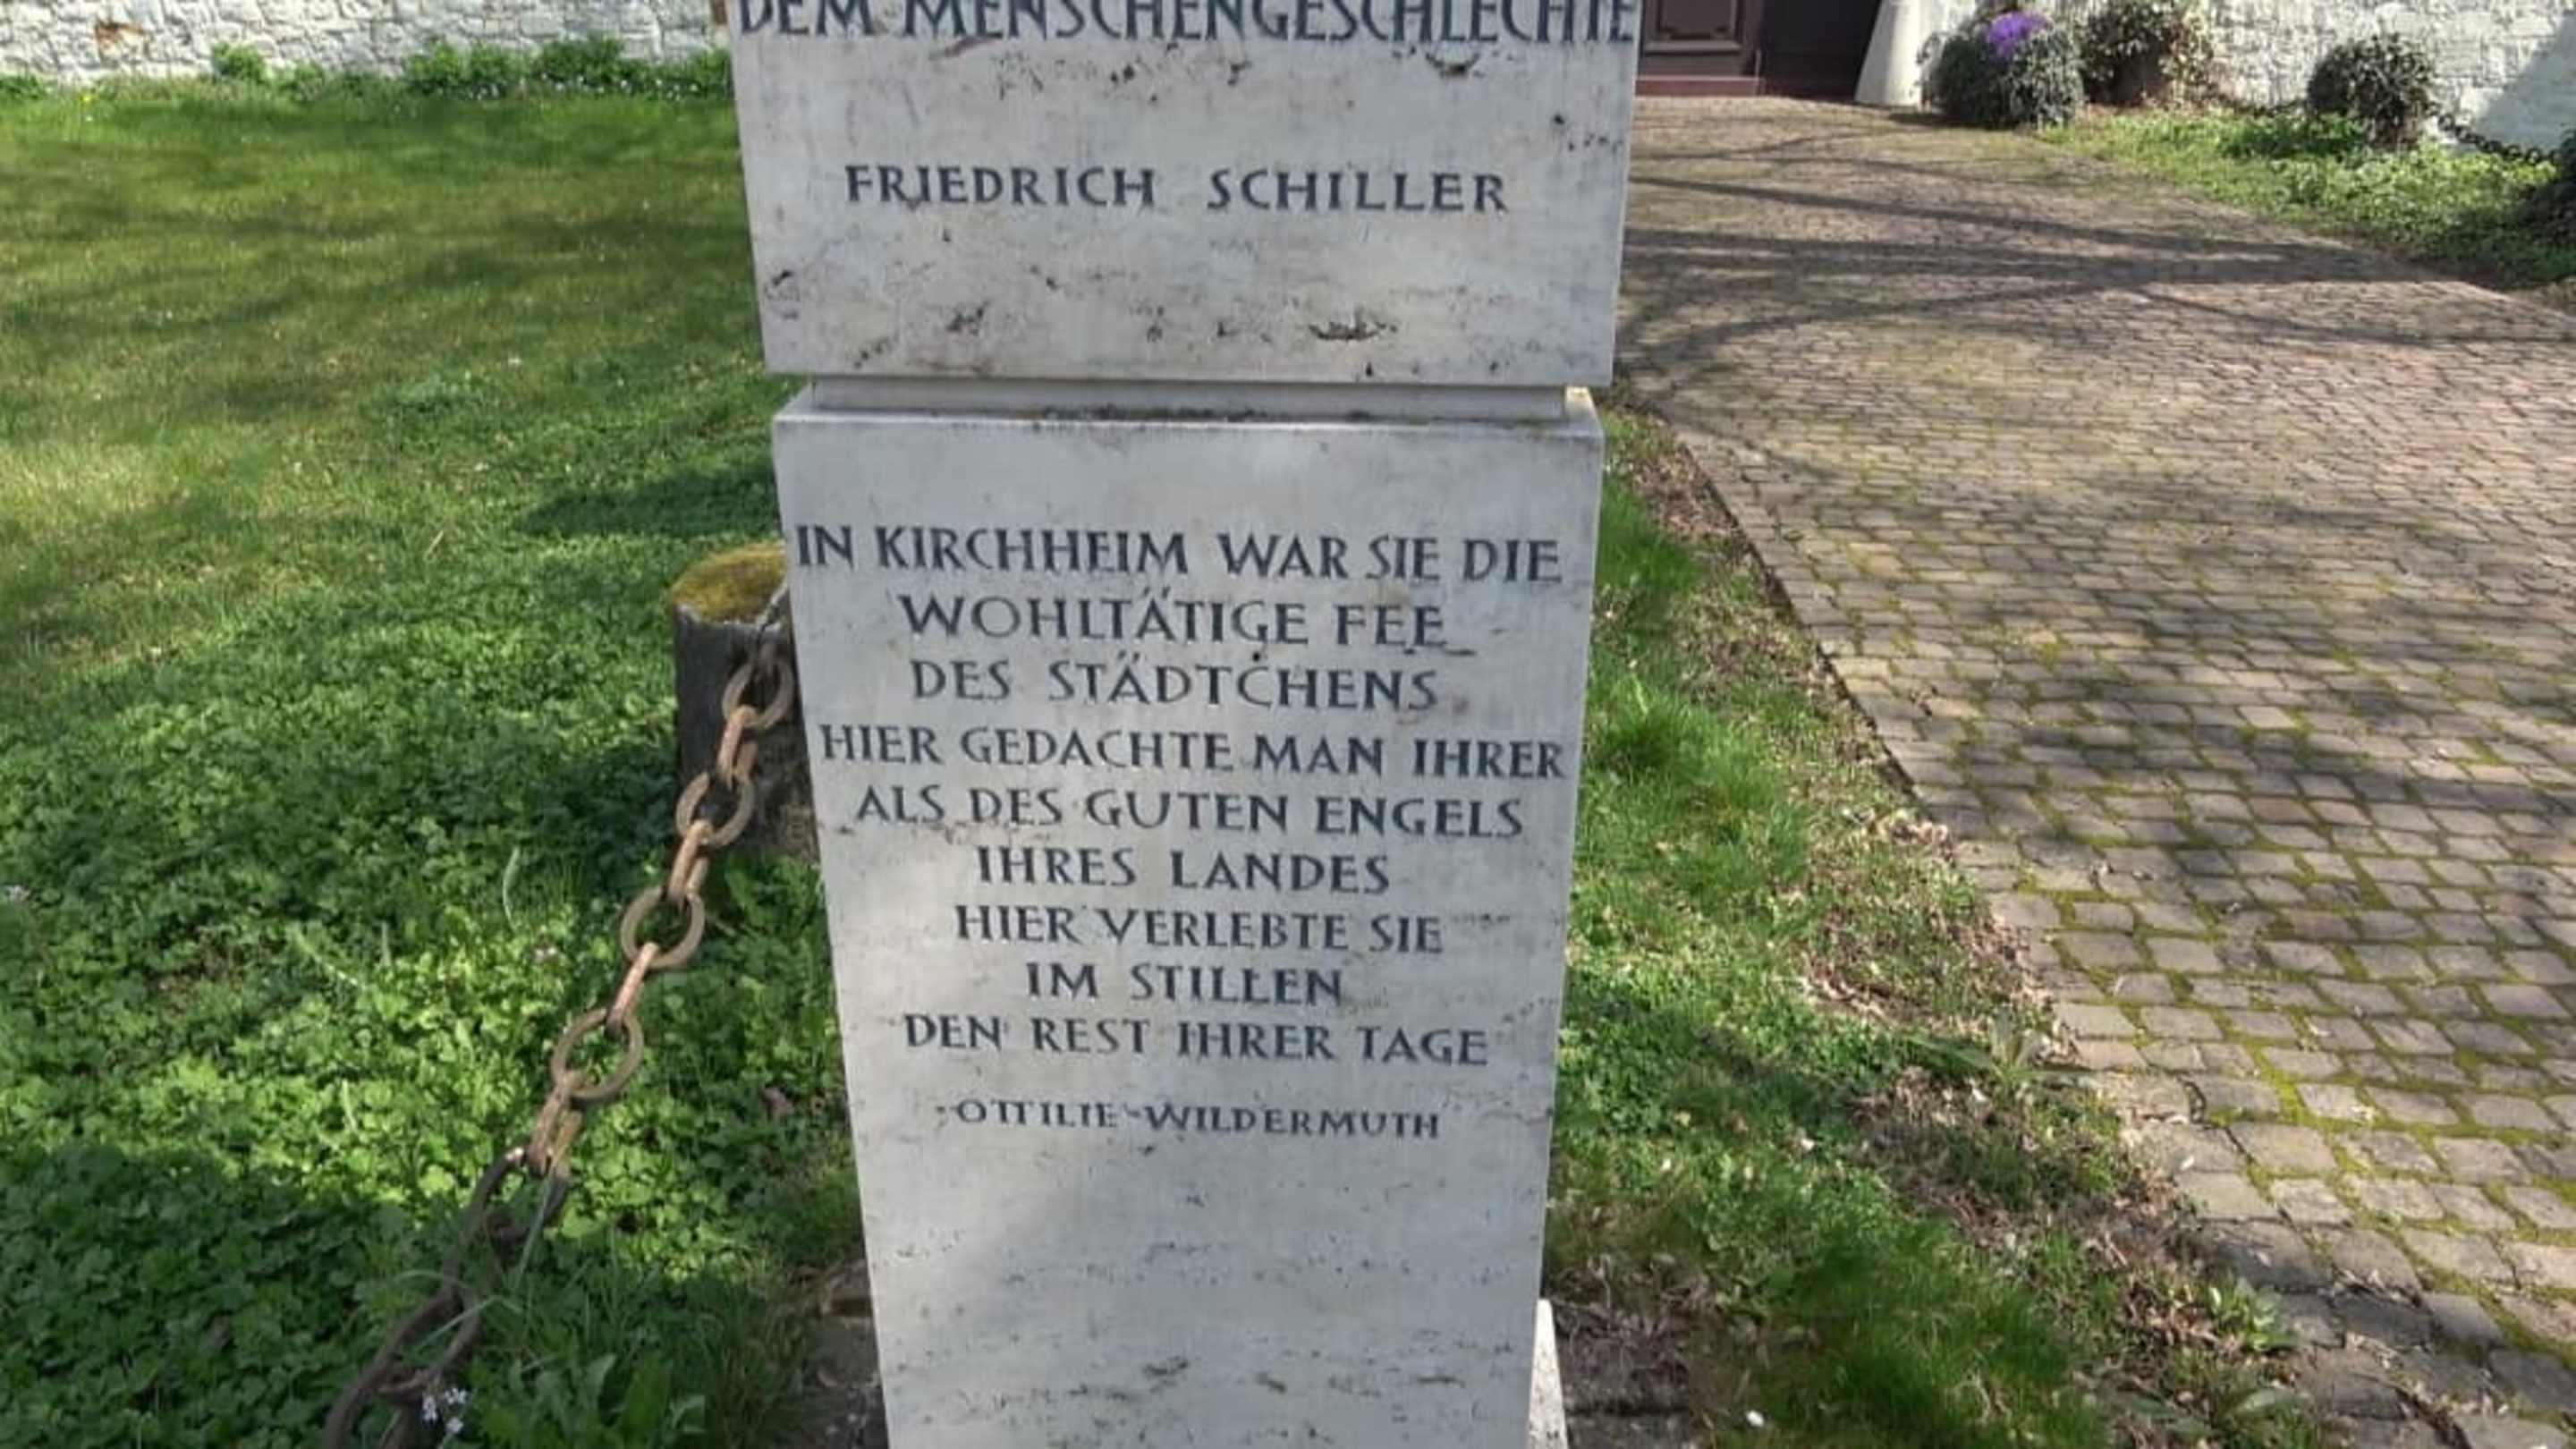 DEM MENSCHENGESCHLECHTE
FRIEDRICH SCHILLER
IN KIRCHHEIM WAR SIE DIE
WOHLTÄTIGE FEE
DES STÄDTCHENS
HIER GEDACHTE MAN IHRER
ALS DES GUTEN ENGELS
IHRES LANDES
HIER VERLEBTE SIE
IM STILLEN
DEN REST IHRER TAGE
OTTILIE WILDERMUTH